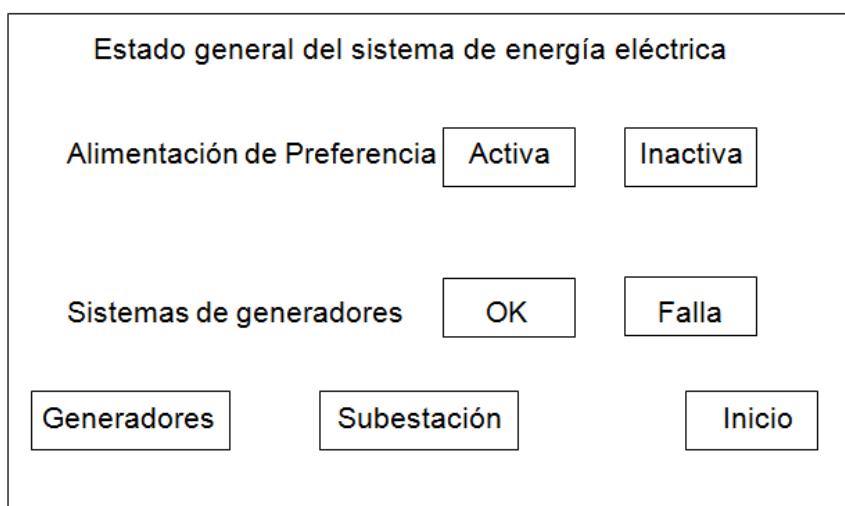 Estado general del sistema de energía eléctrica
Alimentación de Preferencia Activa Inactiva
Sistemas de generadores OK Falla
Generadores Subestación Inicio